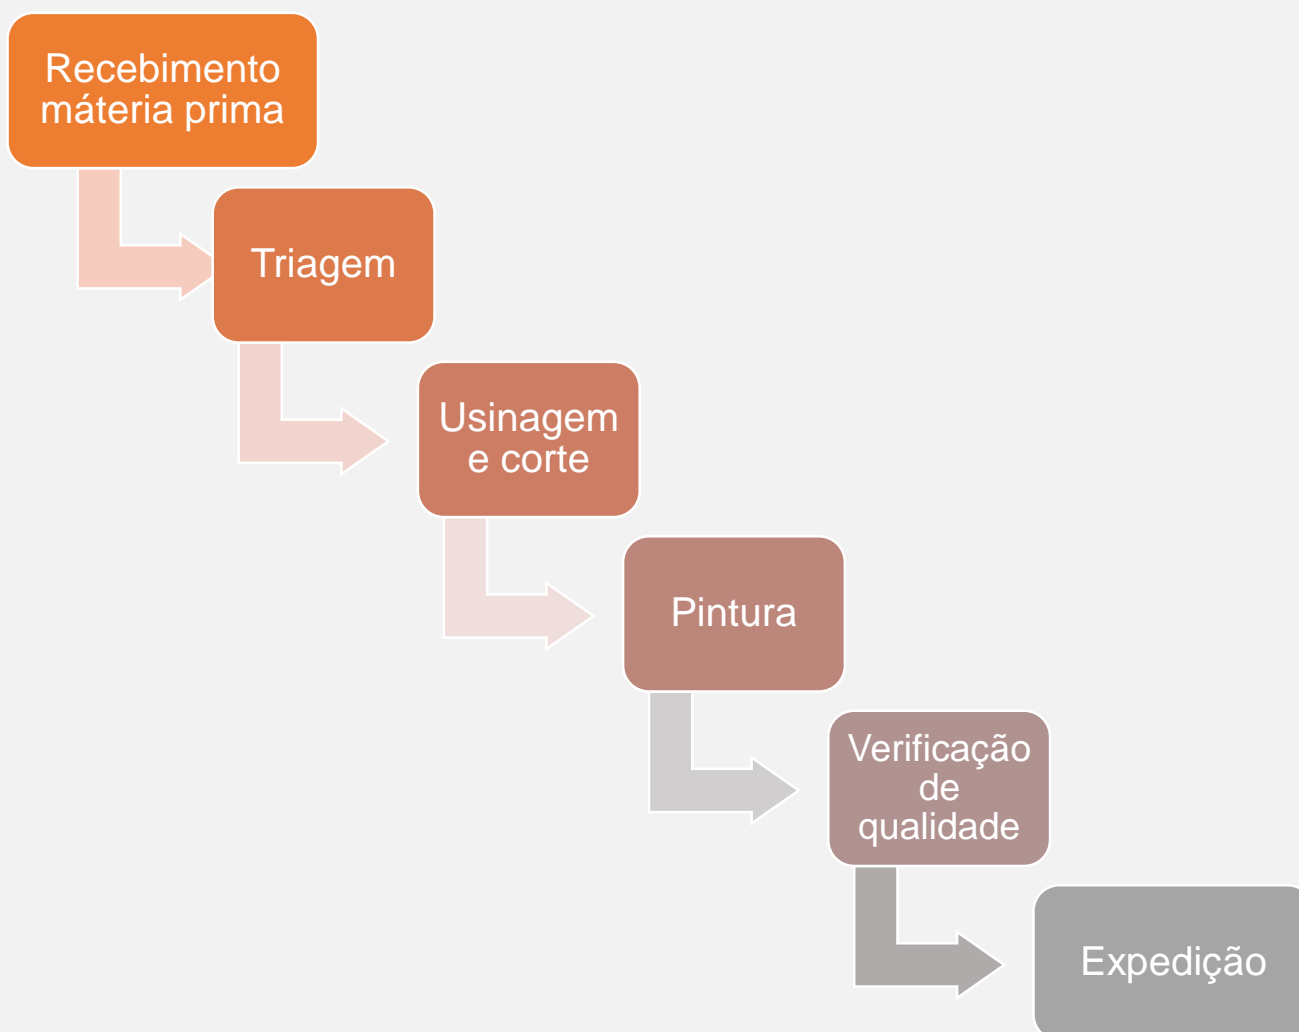 Recebimento
máteria prima
Triagem
Usinagem
e corte
Pintura
Verificação
de
qualidade
Expedição